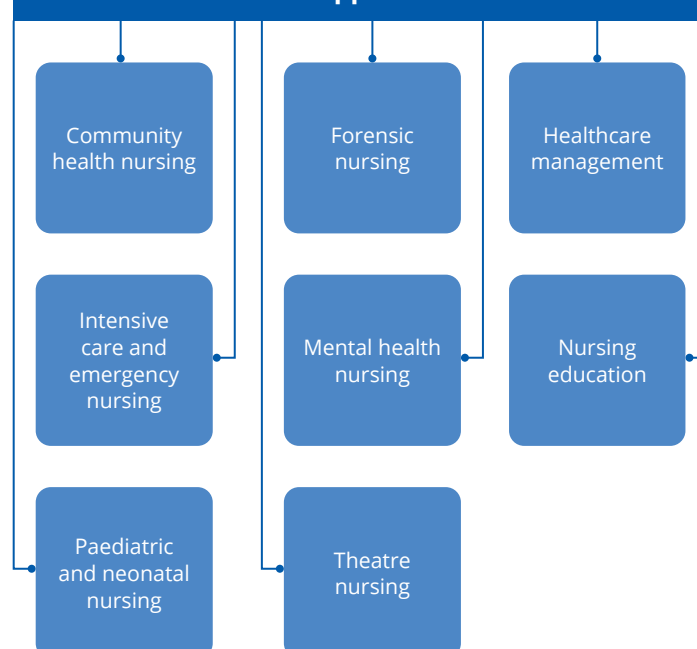 Community
health nursing
Forensic
nursing
Healthcare
management
Intensive
care and
emergency
nursing
Mental health
nursing
Nursing
education
Paediatric
and neonatal
nursing
Theatre
nursing